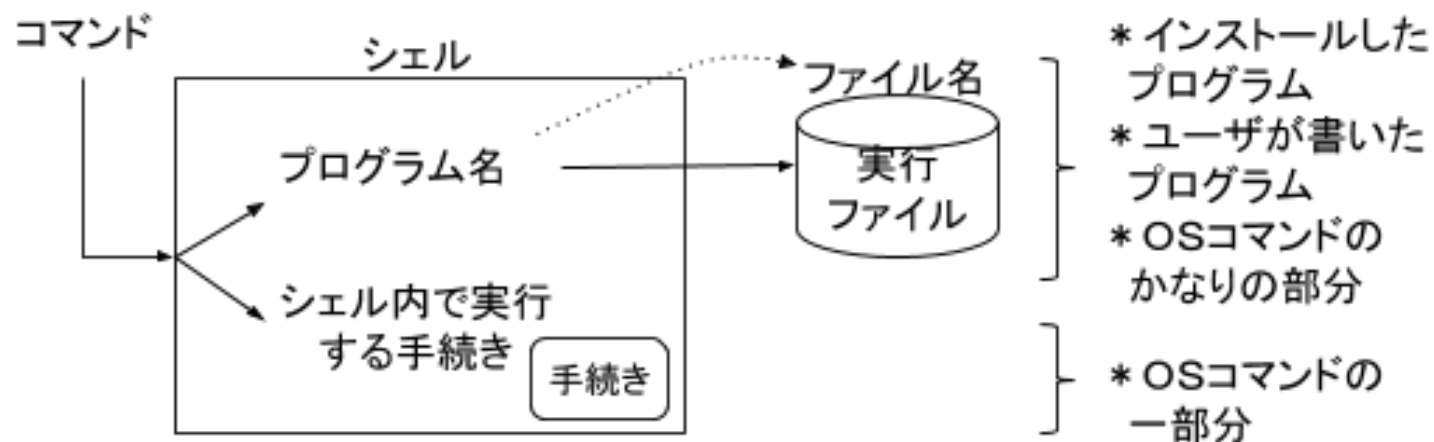 コマンド
シェル
プログラム名
シェル内で実行
する手続き
手続き
ファイル名
実行
ファイル
* インストールした
プログラム
* ユーザが書いた
プログラム
* OSコマンドの
かなりの部分
* OSコマンドの
一部分